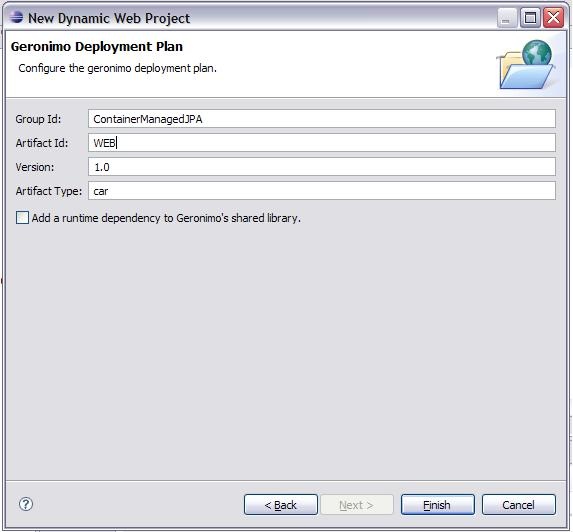 New Dynamic Web Project
Geronimo Deployment Plan
Configure the geronimo deployment plan.
Group Id: ContainerManagedJPA
Artifact Id: WEB
Version: 1.0
Artifact Type: car
Add a runtime dependency to Geronimo's shared library.
? < Back Next > Finish Cancel